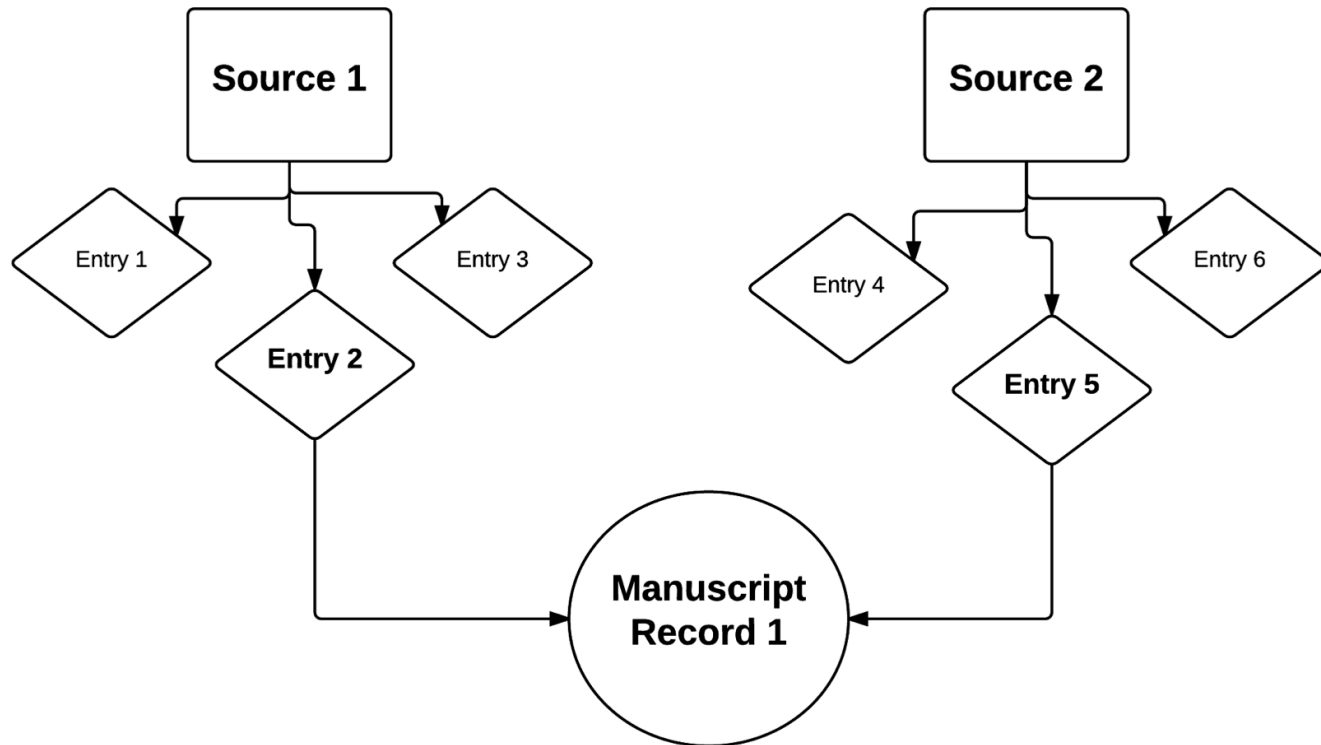 Source 1
Source 2
Entry 1
Entry 3
Entry 4
Entry 6
Entry 2
Entry 5
Manuscript
Record 1